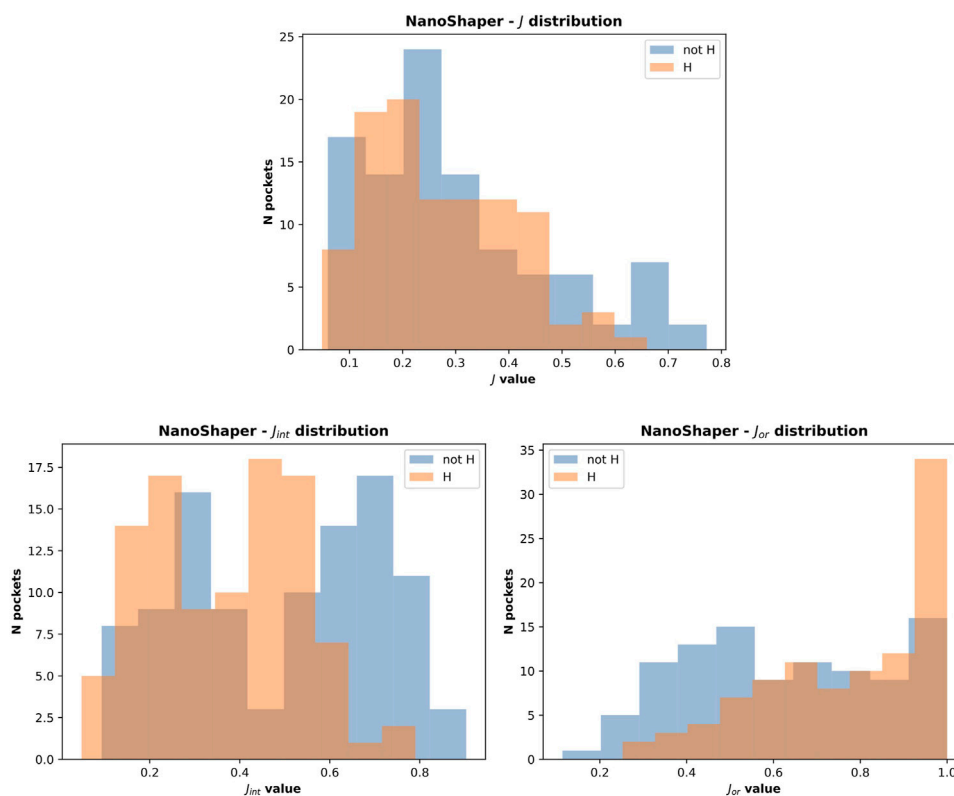 NanoShaper - J distribution
25
20
15
10
5
0
N pockets
not H
H
0.1 0.2 0.3 0.4 0.5 0.6 0.7 0.8
J value
NanoShaper - J_int distribution
17.5
15.0
12.5
10.0
7.5
5.0
2.5
0.0
N pockets
not H
H
0.2 0.4 0.6 0.8
J_int value
NanoShaper - J_or distribution
35
30
25
20
15
10
5
0
N pockets
not H
H
0.2 0.4 0.6 0.8 1.0
J_or value